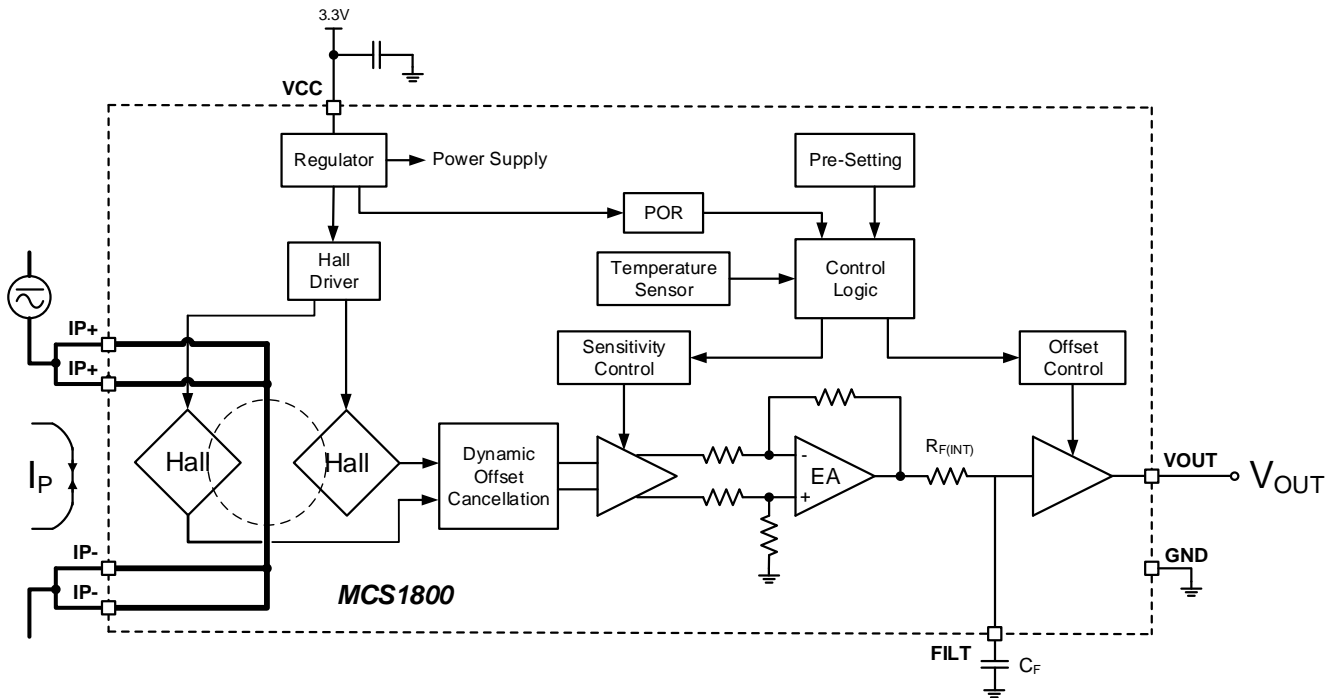 3.3V
VCC
Regulator
Power Supply
Pre-Setting
POR
Hall
Driver
Temperature
Sensor
Control
Logic
IP+
IP+
Sensitivity
Control
Offset
Control
Hall
Hall
Dynamic
Offset
Cancellation
-
EA
+
RF(INT)
VOUT
VOUT
IP
IP-
IP-
GND
MCS1800
FILT
CF